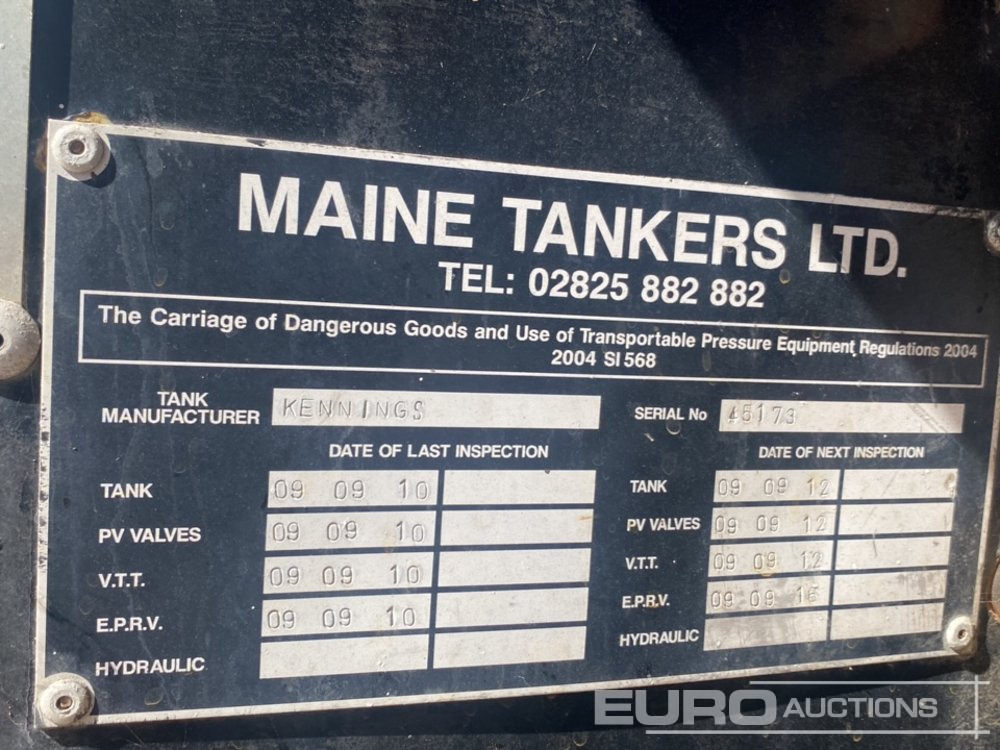 MAINE TANKERS LTD.
TEL: 02825 882 882
The Carriage of Dangerous Goods and Use of Transportable Pressure Equipment Regulations 2004
2004 SI 568
TANK MANUFACTURER KENNINGS SERIAL No 45173
DATE OF LAST INSPECTION DATE OF NEXT INSPECTION
TANK 09 09 10 TANK 09 09 12
PV VALVES 09 09 10 PV VALVES 09 09 12
V.T.T. 09 09 10 V.T.T. 09 09 12
E.P.R.V. 09 09 10 E.P.R.V. 09 09 16
HYDRAULIC HYDRAULIC
EURO AUCTIONS